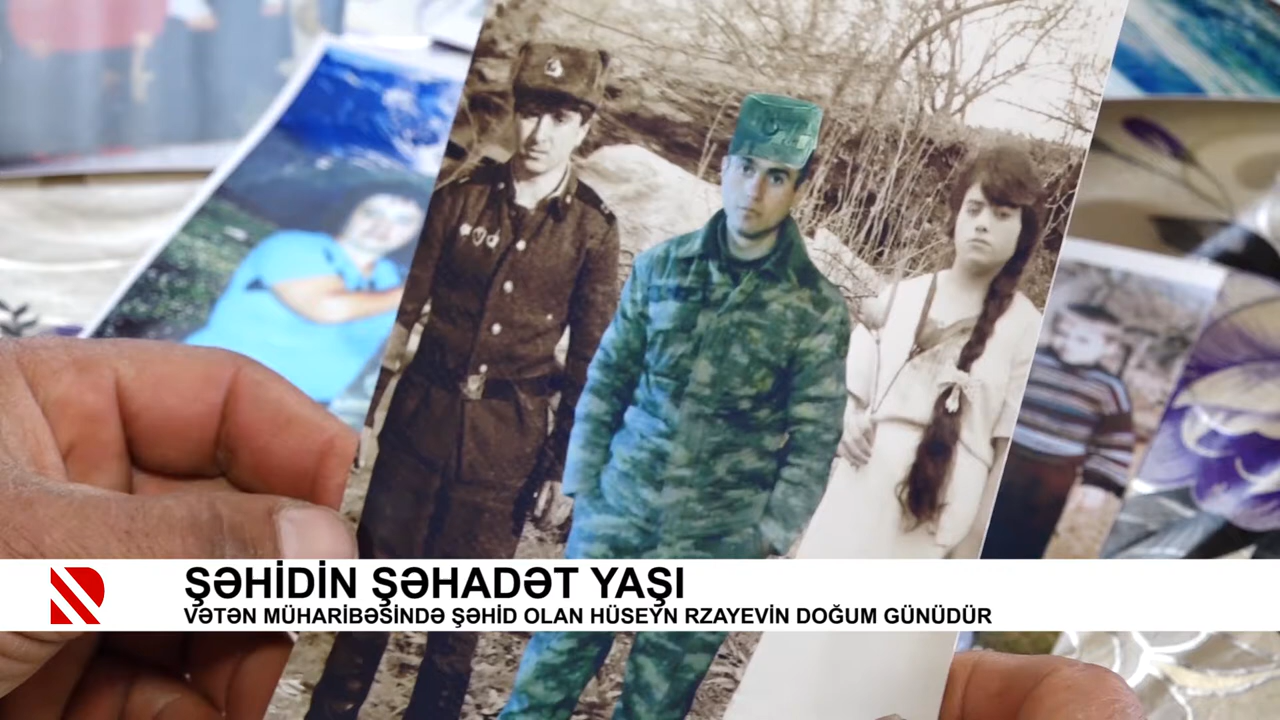 ŞƏHİDİN ŞƏHADƏT YAŞI
VƏTƏN MÜHARİBƏSİNDƏ ŞƏHİD OLAN HÜSEYN RZAYEVİN DOĞUM GÜNÜDÜR